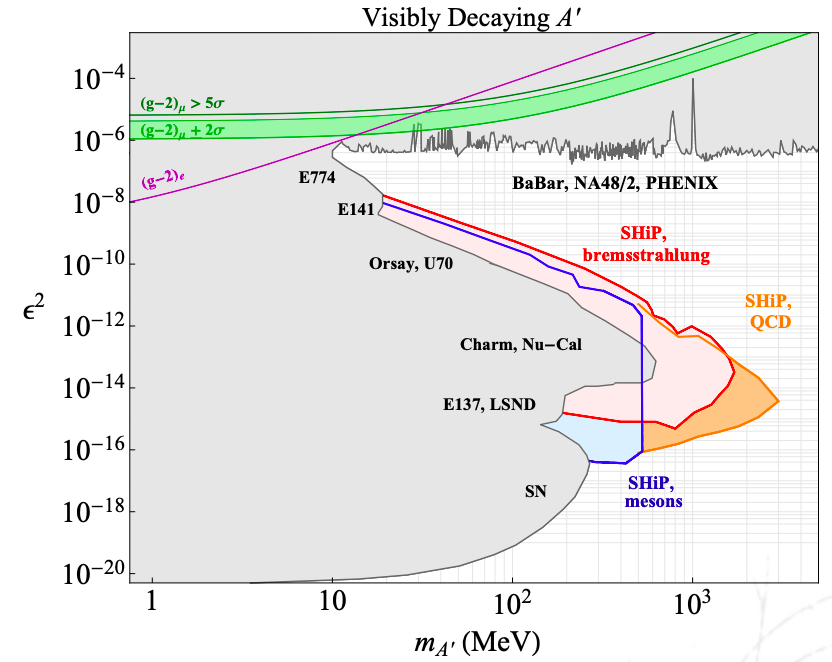 Visibly Decaying A′
10⁻⁴
(g−2)μ > 5σ
(g−2)μ ± 2σ
10⁻⁶
E774
(g−2)e
BaBar, NA48/2, PHENIX
10⁻⁸
E141
SHiP,
bremsstrahlung
10⁻¹⁰
Orsay, U70
SHiP,
QCD
ϵ²
10⁻¹²
Charm, Nu−Cal
10⁻¹⁴
E137, LSND
10⁻¹⁶
SHiP,
mesons
SN
10⁻¹⁸
10⁻²⁰
1
10
10²
10³
mA′ (MeV)